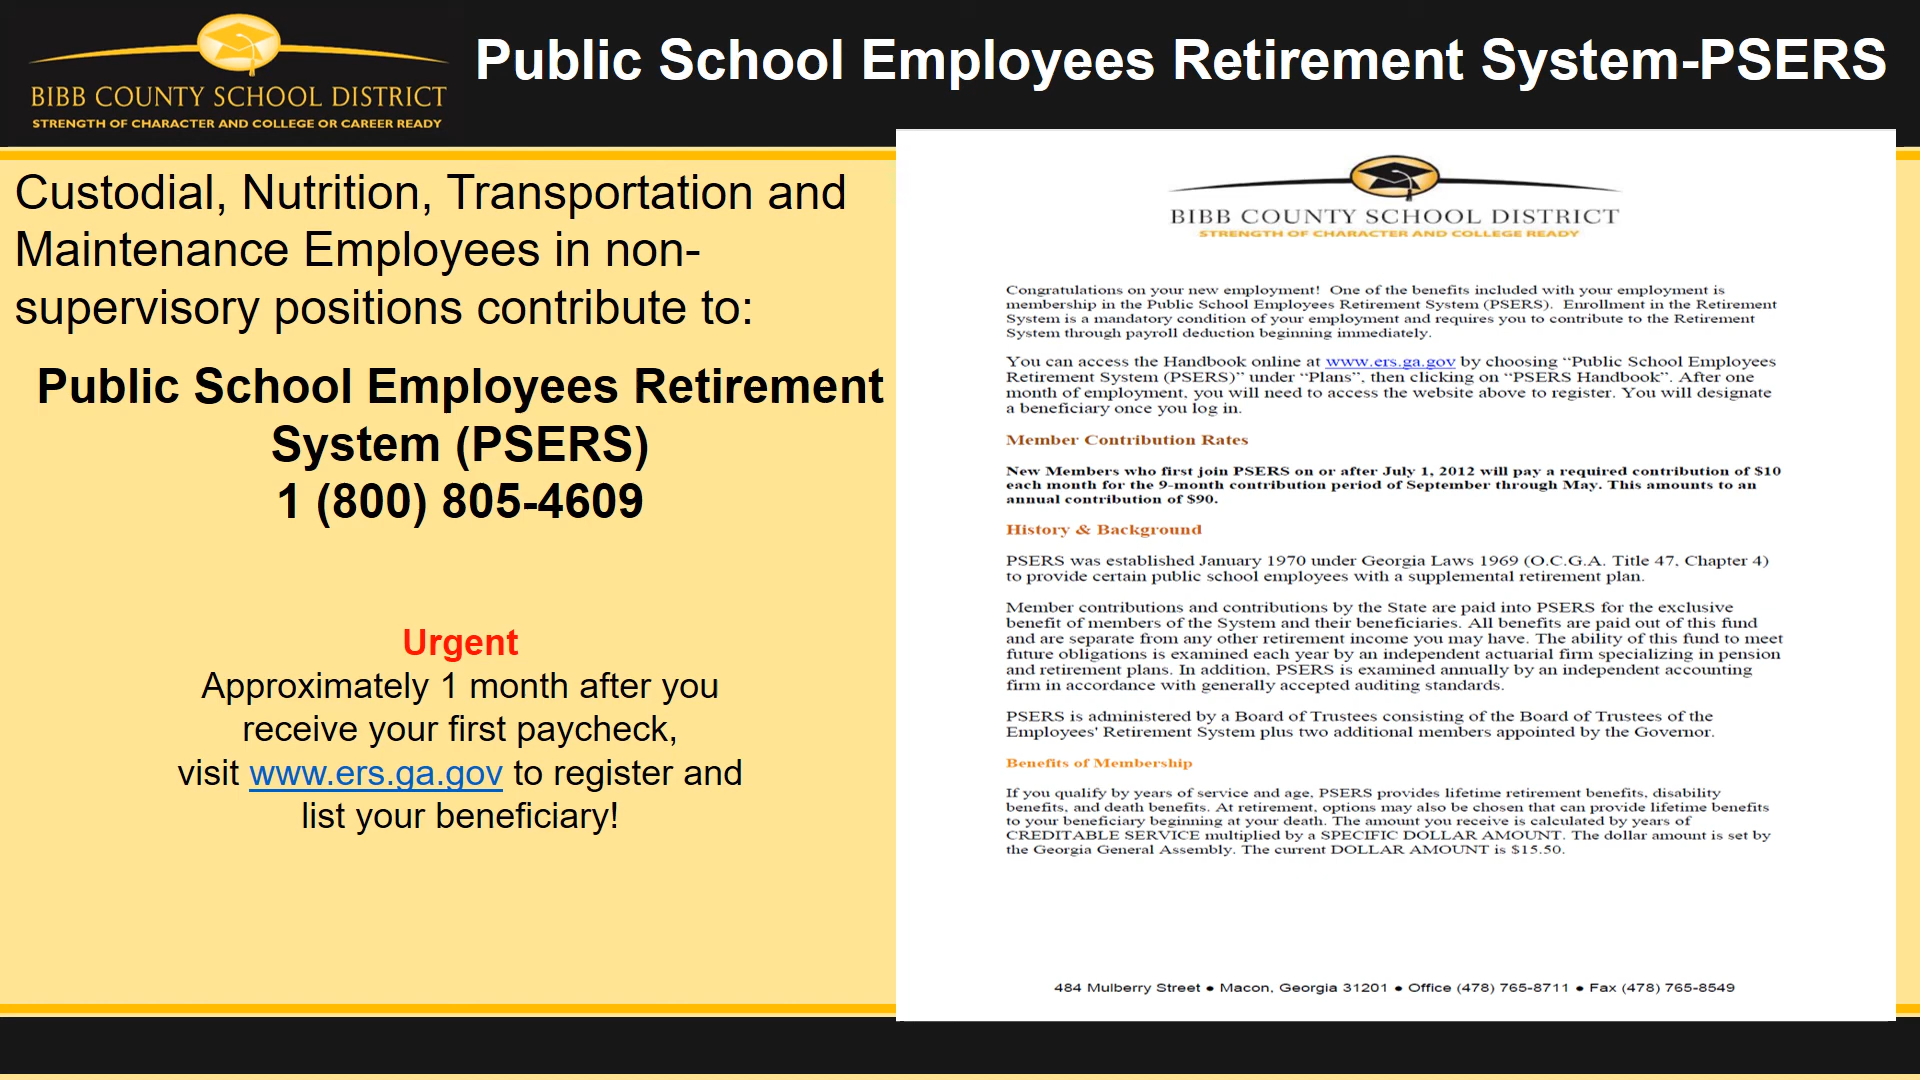 BIBB COUNTY SCHOOL DISTRICT
STRENGTH OF CHARACTER AND COLLEGE OR CAREER READY
Public School Employees Retirement System-PSERS
Custodial, Nutrition, Transportation and
Maintenance Employees in non-
supervisory positions contribute to:
Public School Employees Retirement
System (PSERS)
1 (800) 805-4609
Urgent
Approximately 1 month after you
receive your first paycheck,
visit www.ers.ga.gov to register and
list your beneficiary!
BIBB COUNTY SCHOOL DISTRICT
STRENGTH OF CHARACTER AND COLLEGE READY
Congratulations on your new employment!  One of the benefits included with your employment is
membership in the Public School Employees Retirement System (PSERS).  Enrollment in the Retirement
System is a mandatory condition of your employment and requires you to contribute to the Retirement
System through payroll deduction beginning immediately.
You can access the Handbook online at www.ers.ga.gov by choosing “Public School Employees
Retirement System (PSERS)” under “Plans”, then clicking on “PSERS Handbook”. After one
month of employment, you will need to access the website above to register. You will designate
a beneficiary once you log in.
Member Contribution Rates
New Members who first join PSERS on or after July 1, 2012 will pay a required contribution of $10
each month for the 9-month contribution period of September through May. This amounts to an
annual contribution of $90.
History & Background
PSERS was established January 1970 under Georgia Laws 1969 (O.C.G.A. Title 47, Chapter 4)
to provide certain public school employees with a supplemental retirement plan.
Member contributions and contributions by the State are paid into PSERS for the exclusive
benefit of members of the System and their beneficiaries. All benefits are paid out of this fund
and are separate from any other retirement income you may have. The ability of this fund to meet
future obligations is examined each year by an independent actuarial firm specializing in pension
and retirement plans. In addition, PSERS is examined annually by an independent accounting
firm in accordance with generally accepted auditing standards.
PSERS is administered by a Board of Trustees consisting of the Board of Trustees of the
Employees' Retirement System plus two additional members appointed by the Governor.
Benefits of Membership
If you qualify by years of service and age, PSERS provides lifetime retirement benefits, disability
benefits, and death benefits. At retirement, options may also be chosen that can provide lifetime benefits
to your beneficiary beginning at your death. The amount you receive is calculated by years of
CREDITABLE SERVICE multiplied by a SPECIFIC DOLLAR AMOUNT. The dollar amount is set by
the Georgia General Assembly. The current DOLLAR AMOUNT is $15.50.
484 Mulberry Street ● Macon, Georgia 31201 ● Office (478) 765-8711 ● Fax (478) 765-8549